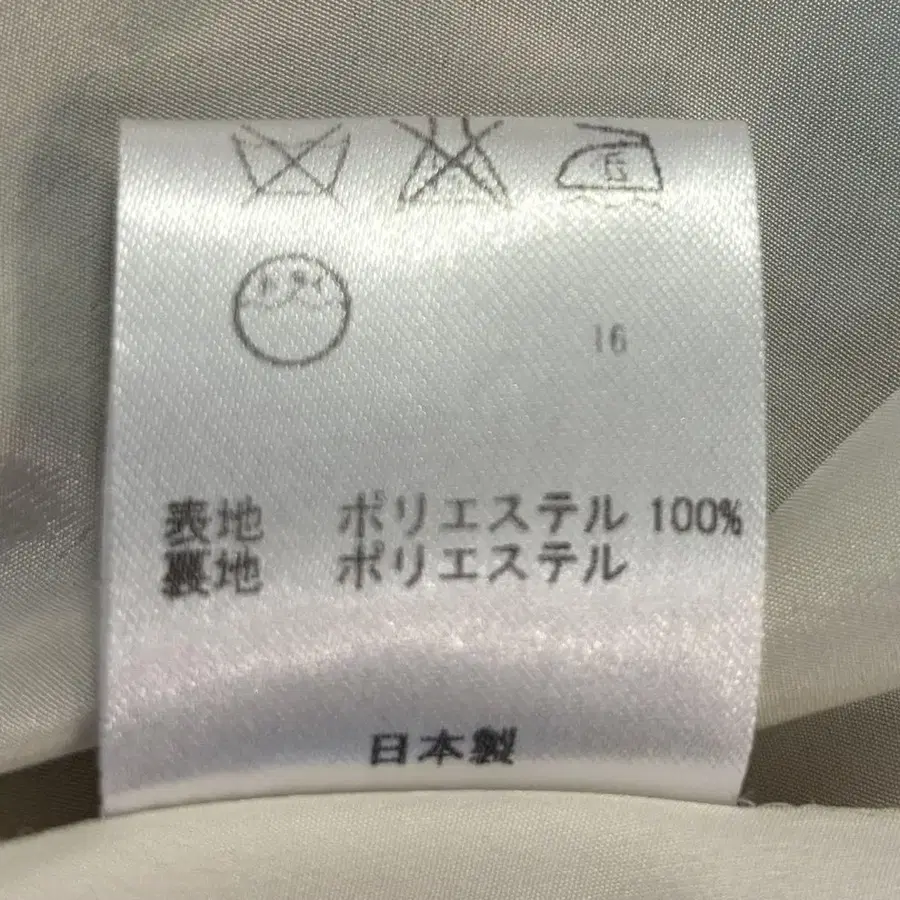 16
表地 ポリエステル 100%
裏地 ポリエステル
日本製